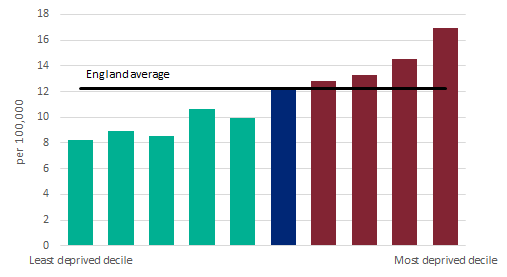 18
16
14
12
10
8
6
4
2
0
per 100,000
England average
Least deprived decile
Most deprived decile